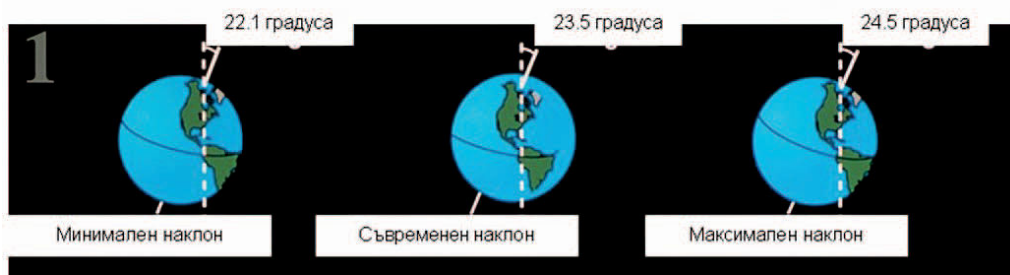 22.1 градуса
23.5 градуса
24.5 градуса
1
Минимален наклон
Съвременен наклон
Максимален наклон